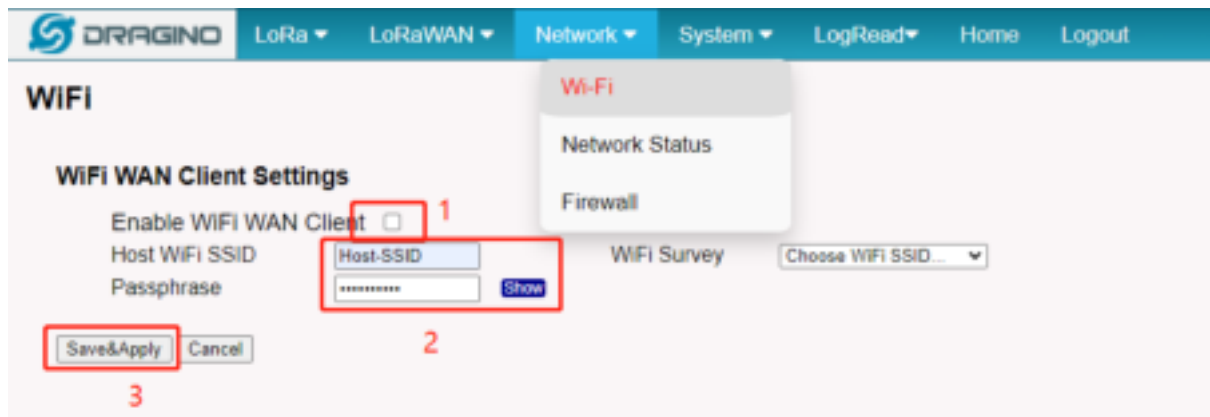 DRAGINO LoRa LoRaWAN Network System LogRead Home Logout
WiFi
Wi-Fi
Network Status
Firewall
WiFi WAN Client Settings
Enable WiFi WAN Client 1
Host WiFi SSID Host-SSID WiFi Survey Choose WiFi SSID...
Passphrase •••••••••• Show
2
Save&Apply Cancel
3